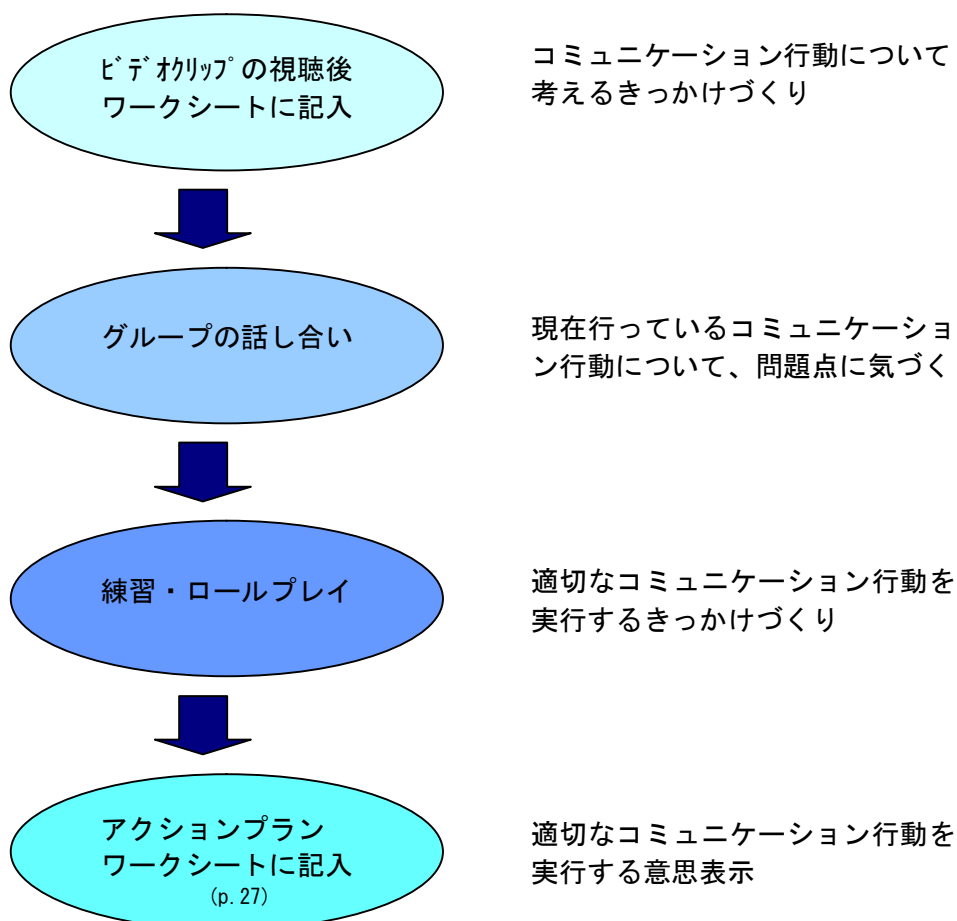 ﾋﾞﾃﾞｵｸﾘｯﾌﾟの視聴後
ワークシートに記入
コミュニケーション行動について
考えるきっかけづくり
グループの話し合い
現在行っているコミュニケーショ
ン行動について、問題点に気づく
練習・ロールプレイ
適切なコミュニケーション行動を
実行するきっかけづくり
アクションプラン
ワークシートに記入
(p. 27)
適切なコミュニケーション行動を
実行する意思表示